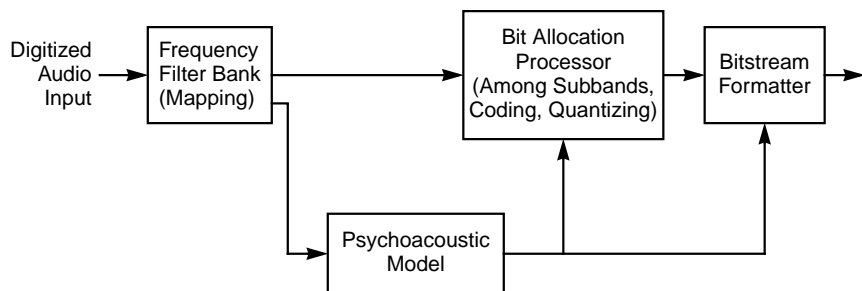 Digitized
Audio
Input
Frequency
Filter Bank
(Mapping)
Bit Allocation
Processor
(Among Subbands,
Coding, Quantizing)
Bitstream
Formatter
Psychoacoustic
Model